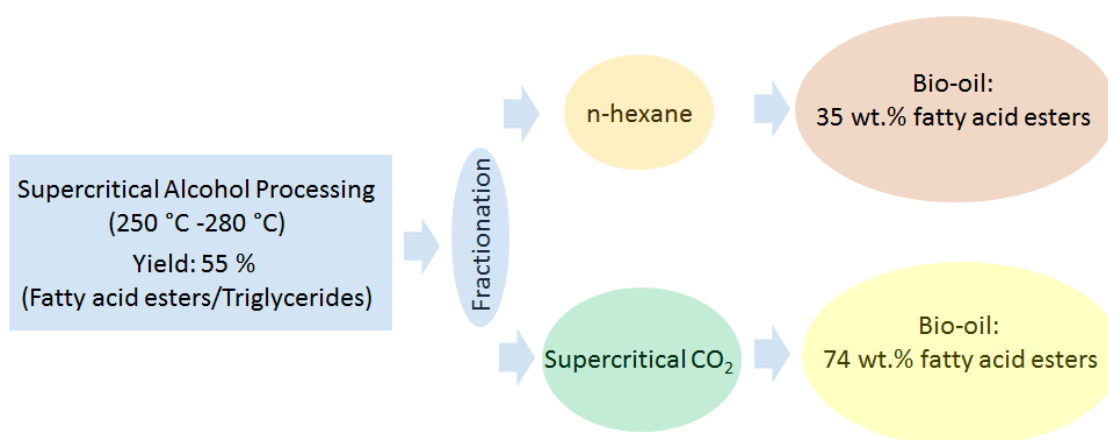 Supercritical Alcohol Processing
(250 °C -280 °C)
Yield: 55 %
(Fatty acid esters/Triglycerides)
Fractionation
n-hexane
Bio-oil:
35 wt.% fatty acid esters
Supercritical CO₂
Bio-oil:
74 wt.% fatty acid esters